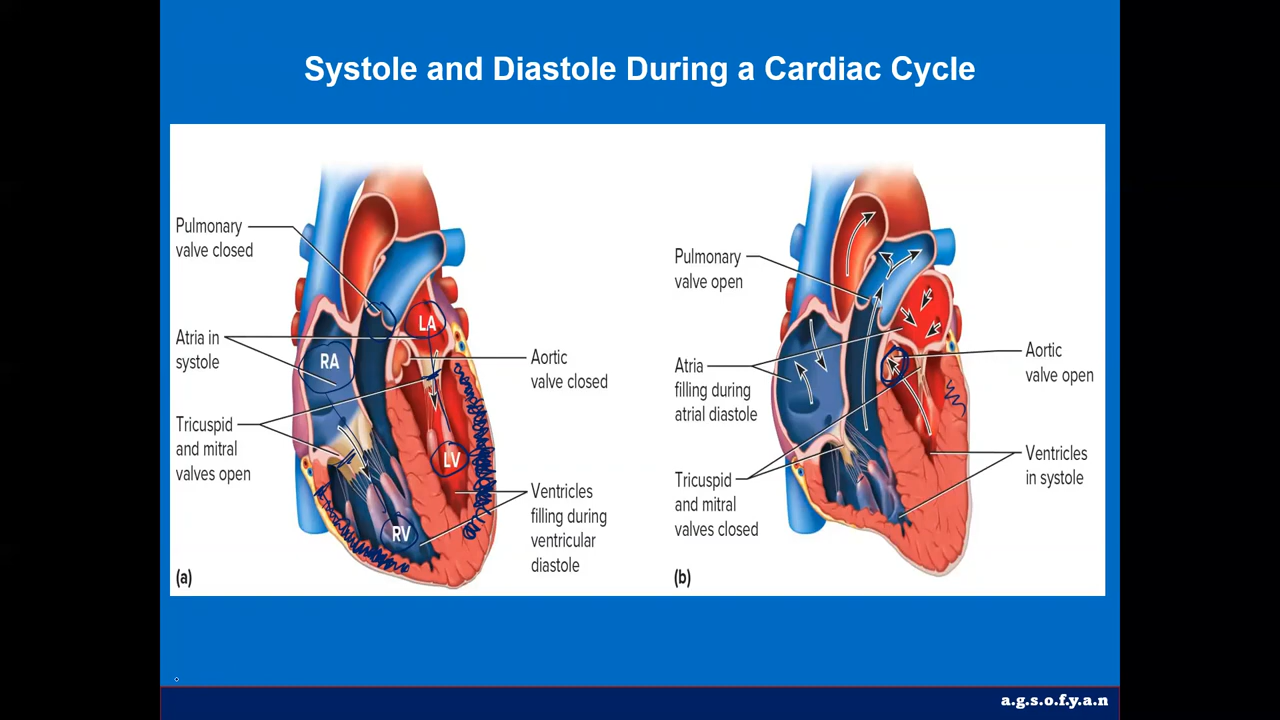 Systole and Diastole During a Cardiac Cycle
Pulmonary
valve closed
Atria in
systole
Tricuspid
and mitral
valves open
RA
LA
LV
RV
Aortic
valve closed
Ventricles
filling during
ventricular
diastole
(a)
Pulmonary
valve open
Atria
filling during
atrial diastole
Tricuspid
and mitral
valves closed
Aortic
valve open
Ventricles
in systole
(b)
a.g.s.o.f.y.a.n